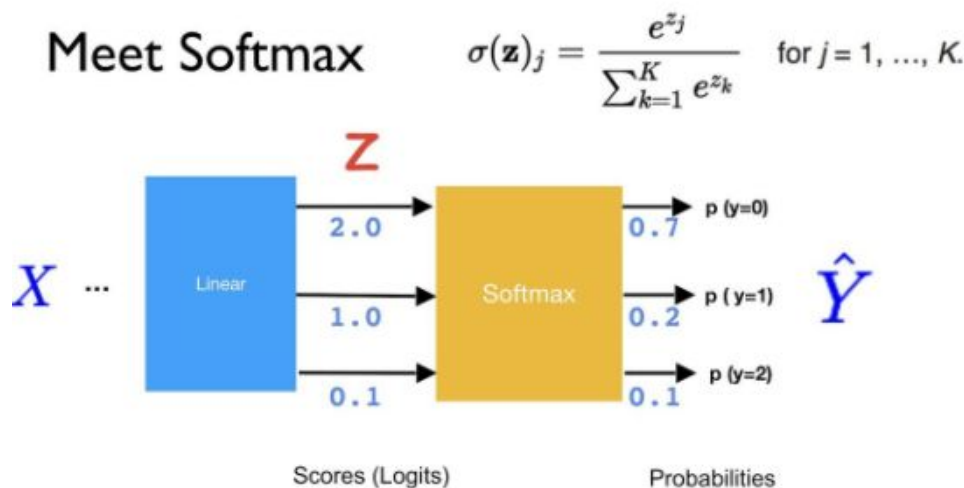 Meet Softmax
σ(z)_j = e^{z_j} / ∑_{k=1}^{K} e^{z_k} for j = 1, ..., K.
Z
2.0 0.7 p (y=0)
X ... Linear 1.0 Softmax 0.2 p ( y=1) Ŷ
0.1 0.1 p (y=2)
Scores (Logits) Probabilities